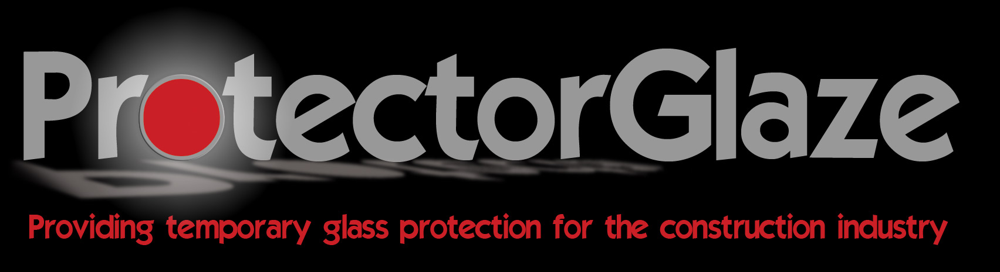 ProtectorGlaze
Providing temporary glass protection for the construction industry